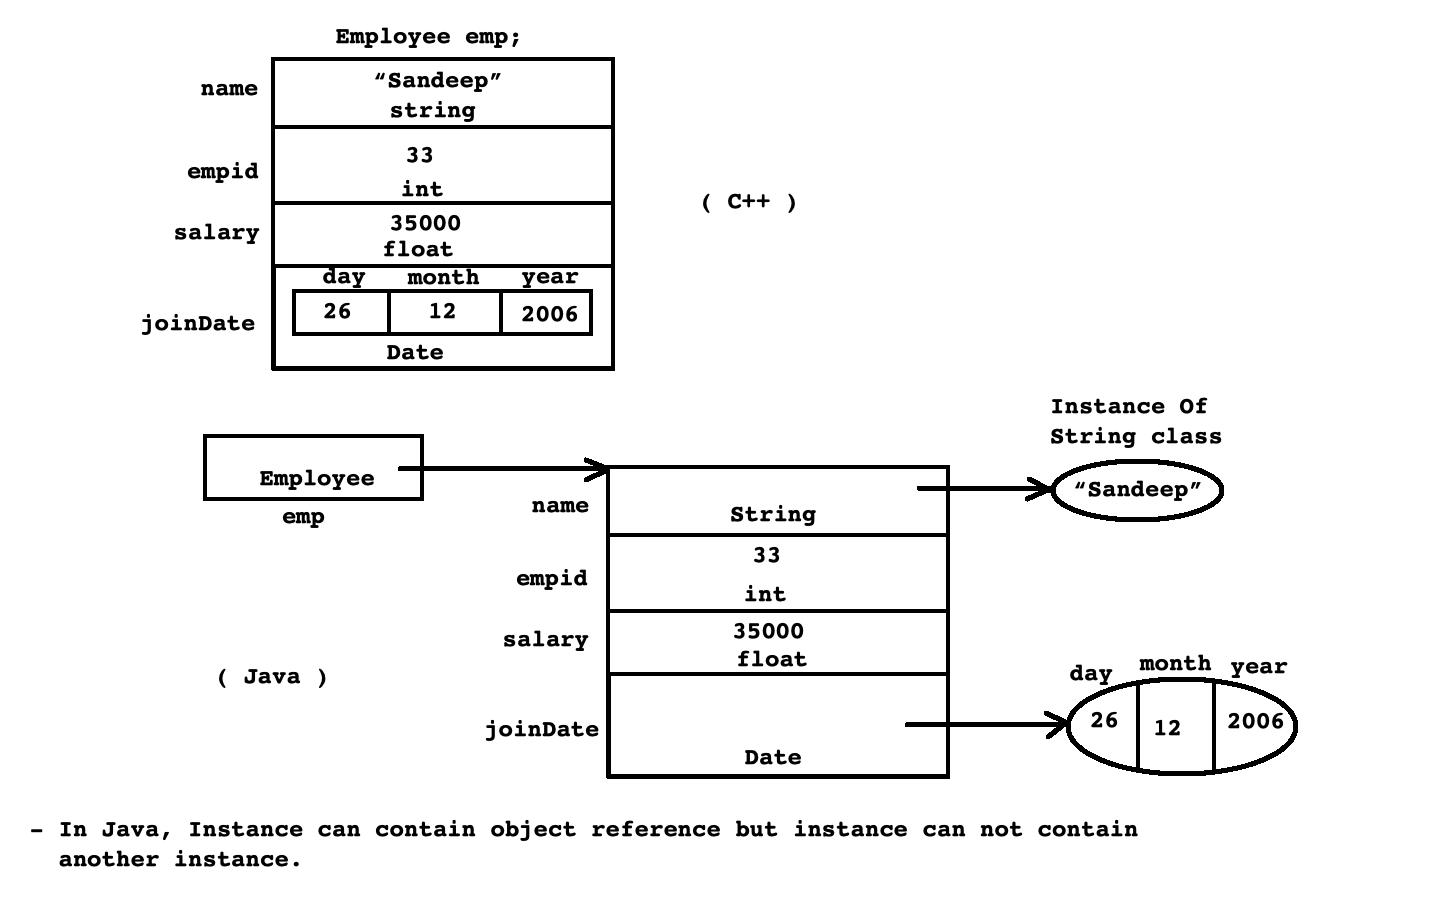 Employee emp;
name
“Sandeep”
string
empid
33
int
( C++ )
salary
35000
float
day month year
joinDate
26 12 2006
Date
Instance Of
String class
Employee
emp
name
String
“Sandeep”
empid
33
int
salary
35000
float
( Java )
day month year
joinDate
26 12 2006
Date
– In Java, Instance can contain object reference but instance can not contain
another instance.